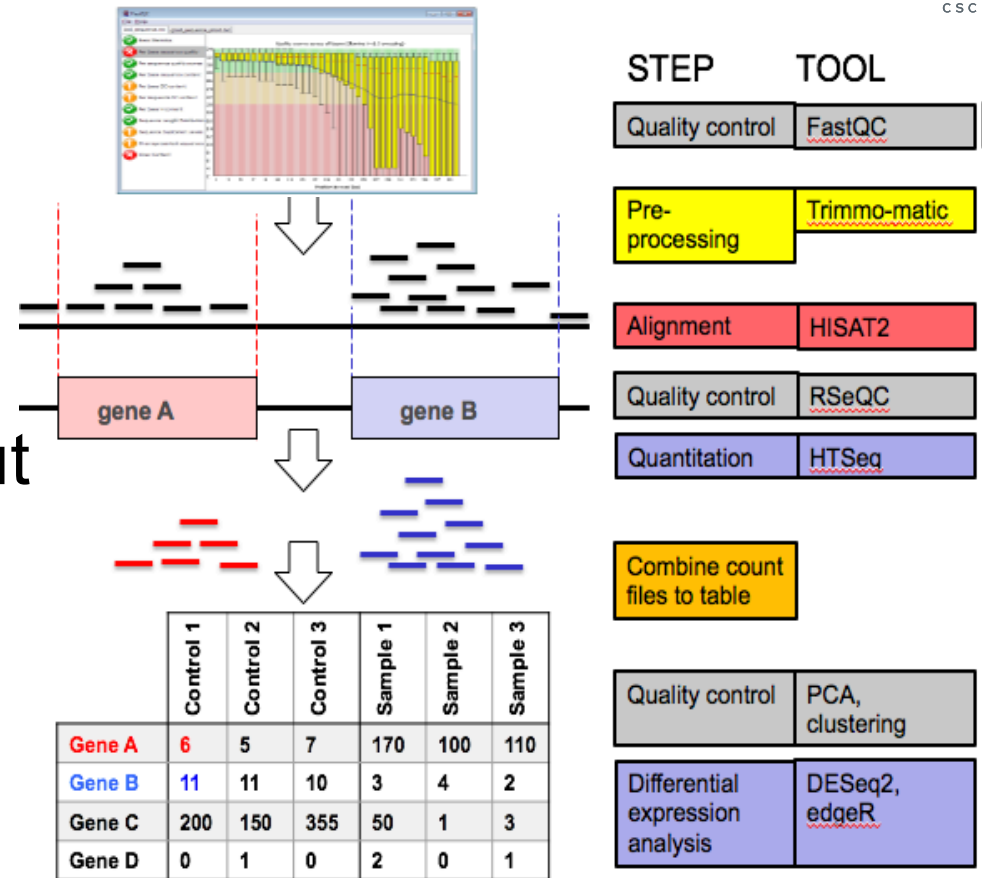 CSC
STEP TOOL
Quality control FastQC
Pre-
processing
Trimmo-matic
Alignment HISAT2
gene A gene B
Quality control RSeQC
ut
Quantitation HTSeq
Combine count
files to table
Control 1 Control 2 Control 3 Sample 1 Sample 2 Sample 3
Gene A 6 5 7 170 100 110
Gene B 11 11 10 3 4 2
Gene C 200 150 355 50 1 3
Gene D 0 1 0 2 0 1
Quality control
PCA,
clustering
Differential
expression
analysis
DESeq2,
edgeR